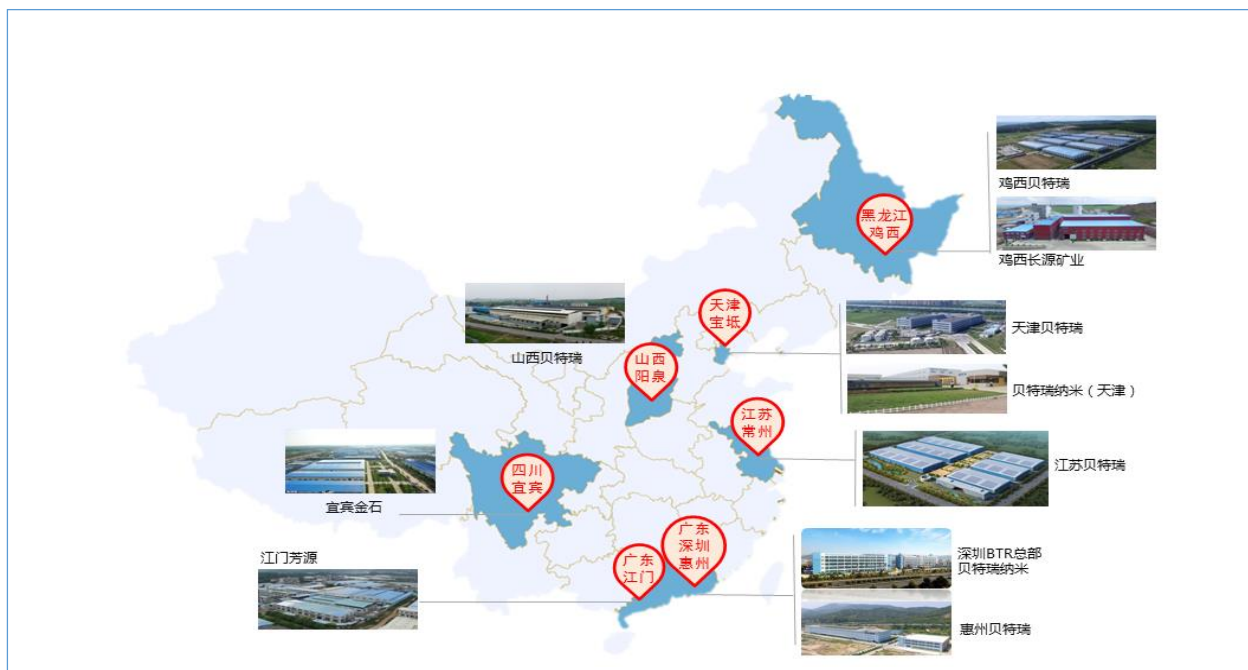 鸡西贝特瑞
黑龙江
鸡西
鸡西长源矿业
天津
宝坻
天津贝特瑞
山西贝特瑞
山西
阳泉
贝特瑞纳米（天津）
江苏
常州
江苏贝特瑞
四川
宜宾
宜宾金石
广东
深圳
惠州
深圳BTR总部
贝特瑞纳米
江门芳源
广东
江门
惠州贝特瑞